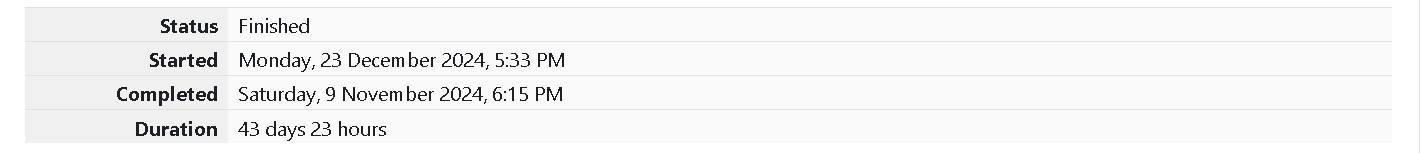 Status Finished
Started Monday, 23 December 2024, 5:33 PM
Completed Saturday, 9 November 2024, 6:15 PM
Duration 43 days 23 hours